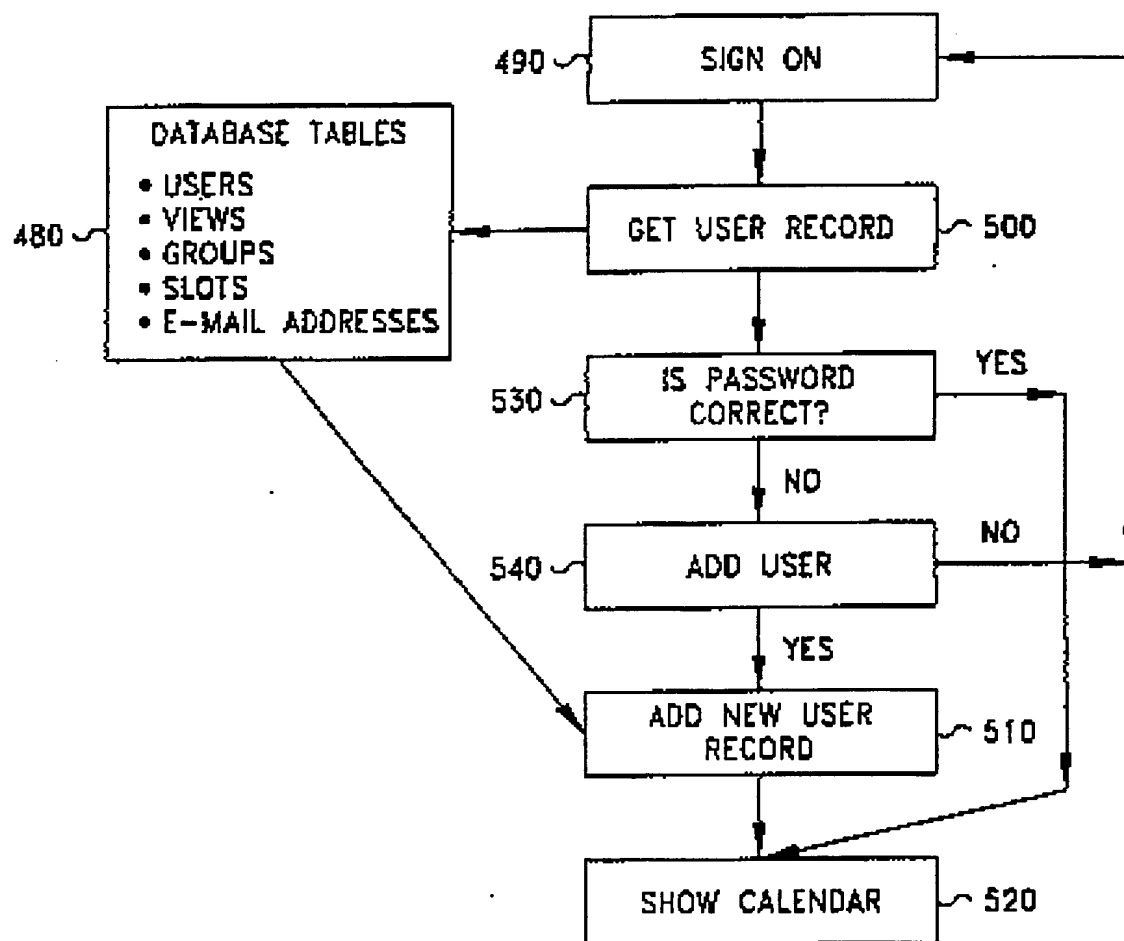 490
SIGN ON
DATABASE TABLES
• USERS
• VIEWS
• GROUPS
• SLOTS
• E-MAIL ADDRESSES
480
GET USER RECORD
500
IS PASSWORD
CORRECT?
530
YES
NO
540
ADD USER
NO
YES
ADD NEW USER
RECORD
510
SHOW CALENDAR
520